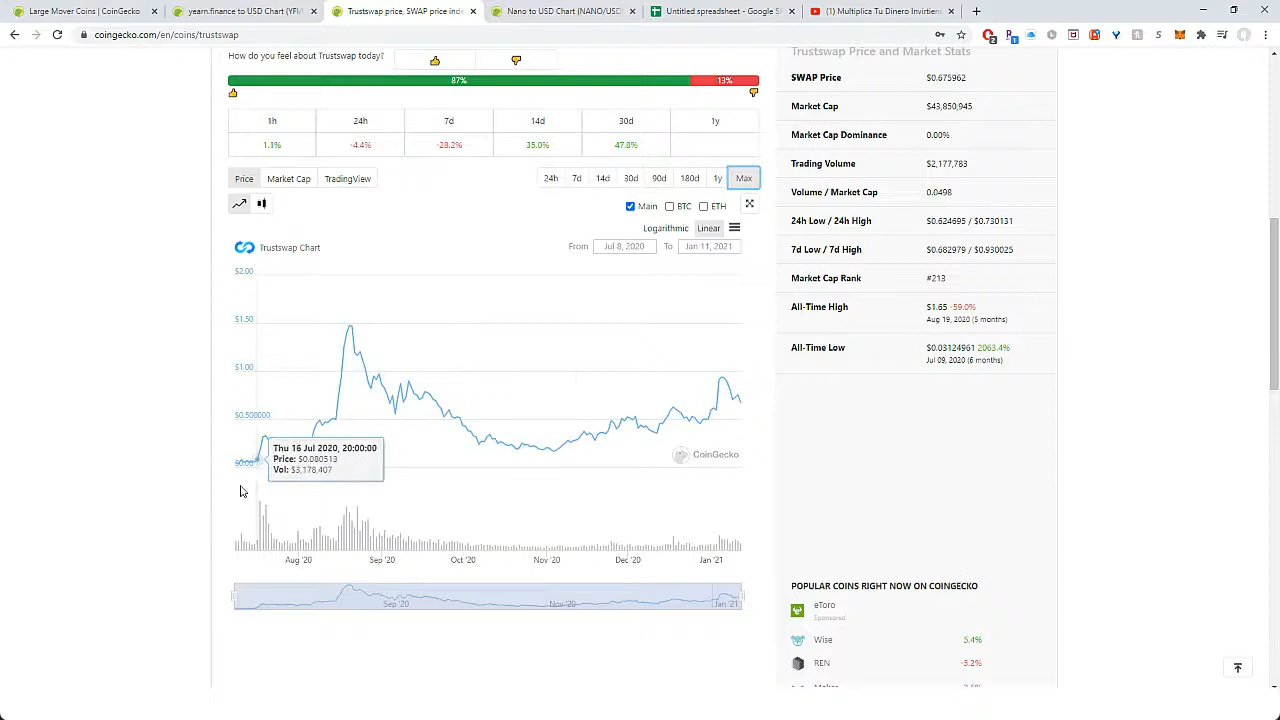 Large Mover Coins | CoinGecko
yearn.finance to USD Chart (YFI/
Trustswap price, SWAP price inde
Nano to USD Chart (NANO/USD)
Untitled spreadsheet - Google Sh
(1) Multiplica Tu Dinero Invirtiend
coingecko.com/en/coins/trustswap
How do you feel about Trustswap today?
87%
13%
1h 24h 7d 14d 30d 1y
1.1% -4.4% -28.2% 35.0% 47.8%
Price Market Cap TradingView
24h 7d 14d 30d 90d 180d 1y Max
Main BTC ETH
Logarithmic Linear
Trustswap Chart
From Jul 8, 2020 To Jan 11, 2021
$2.00
$1.50
$1.00
$0.500000
$0.00
Thu 16 Jul 2020, 20:00:00
Price: $0.080513
Vol: $3,178,407
CoinGecko
Aug '20 Sep '20 Oct '20 Nov '20 Dec '20 Jan '21
Sep '20 Nov '20 Jan '21
Trustswap Price and Market Stats
SWAP Price $0.675962
Market Cap $43,850,945
Market Cap Dominance 0.00%
Trading Volume $2,177,783
Volume / Market Cap 0.0498
24h Low / 24h High $0.624695 / $0.730131
7d Low / 7d High $0.682979 / $0.930025
Market Cap Rank #213
All-Time High $1.65 -59.0%
Aug 19, 2020 (5 months)
All-Time Low $0.03124961 2063.4%
Jul 09, 2020 (6 months)
POPULAR COINS RIGHT NOW ON COINGECKO
eToro
Sponsored
Wise 5.4%
REN -5.2%